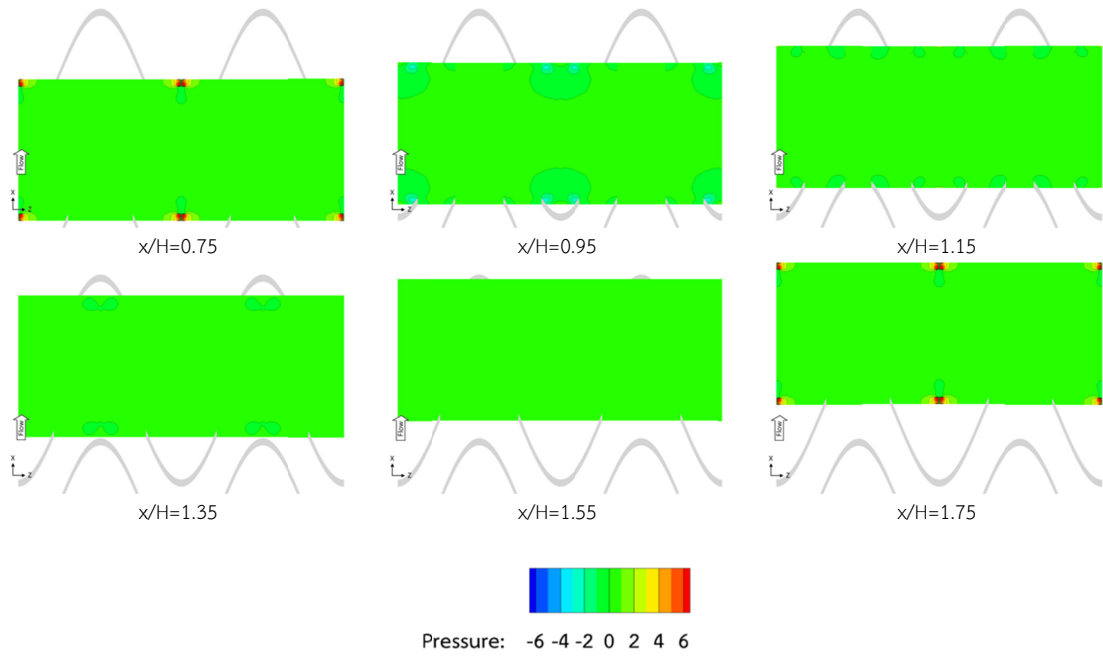 Flow
x
z
x/H=0.75
Flow
x
z
x/H=0.95
Flow
x
z
x/H=1.15
Flow
x
z
x/H=1.35
Flow
x
z
x/H=1.55
Flow
x
z
x/H=1.75
Pressure: -6 -4 -2 0 2 4 6